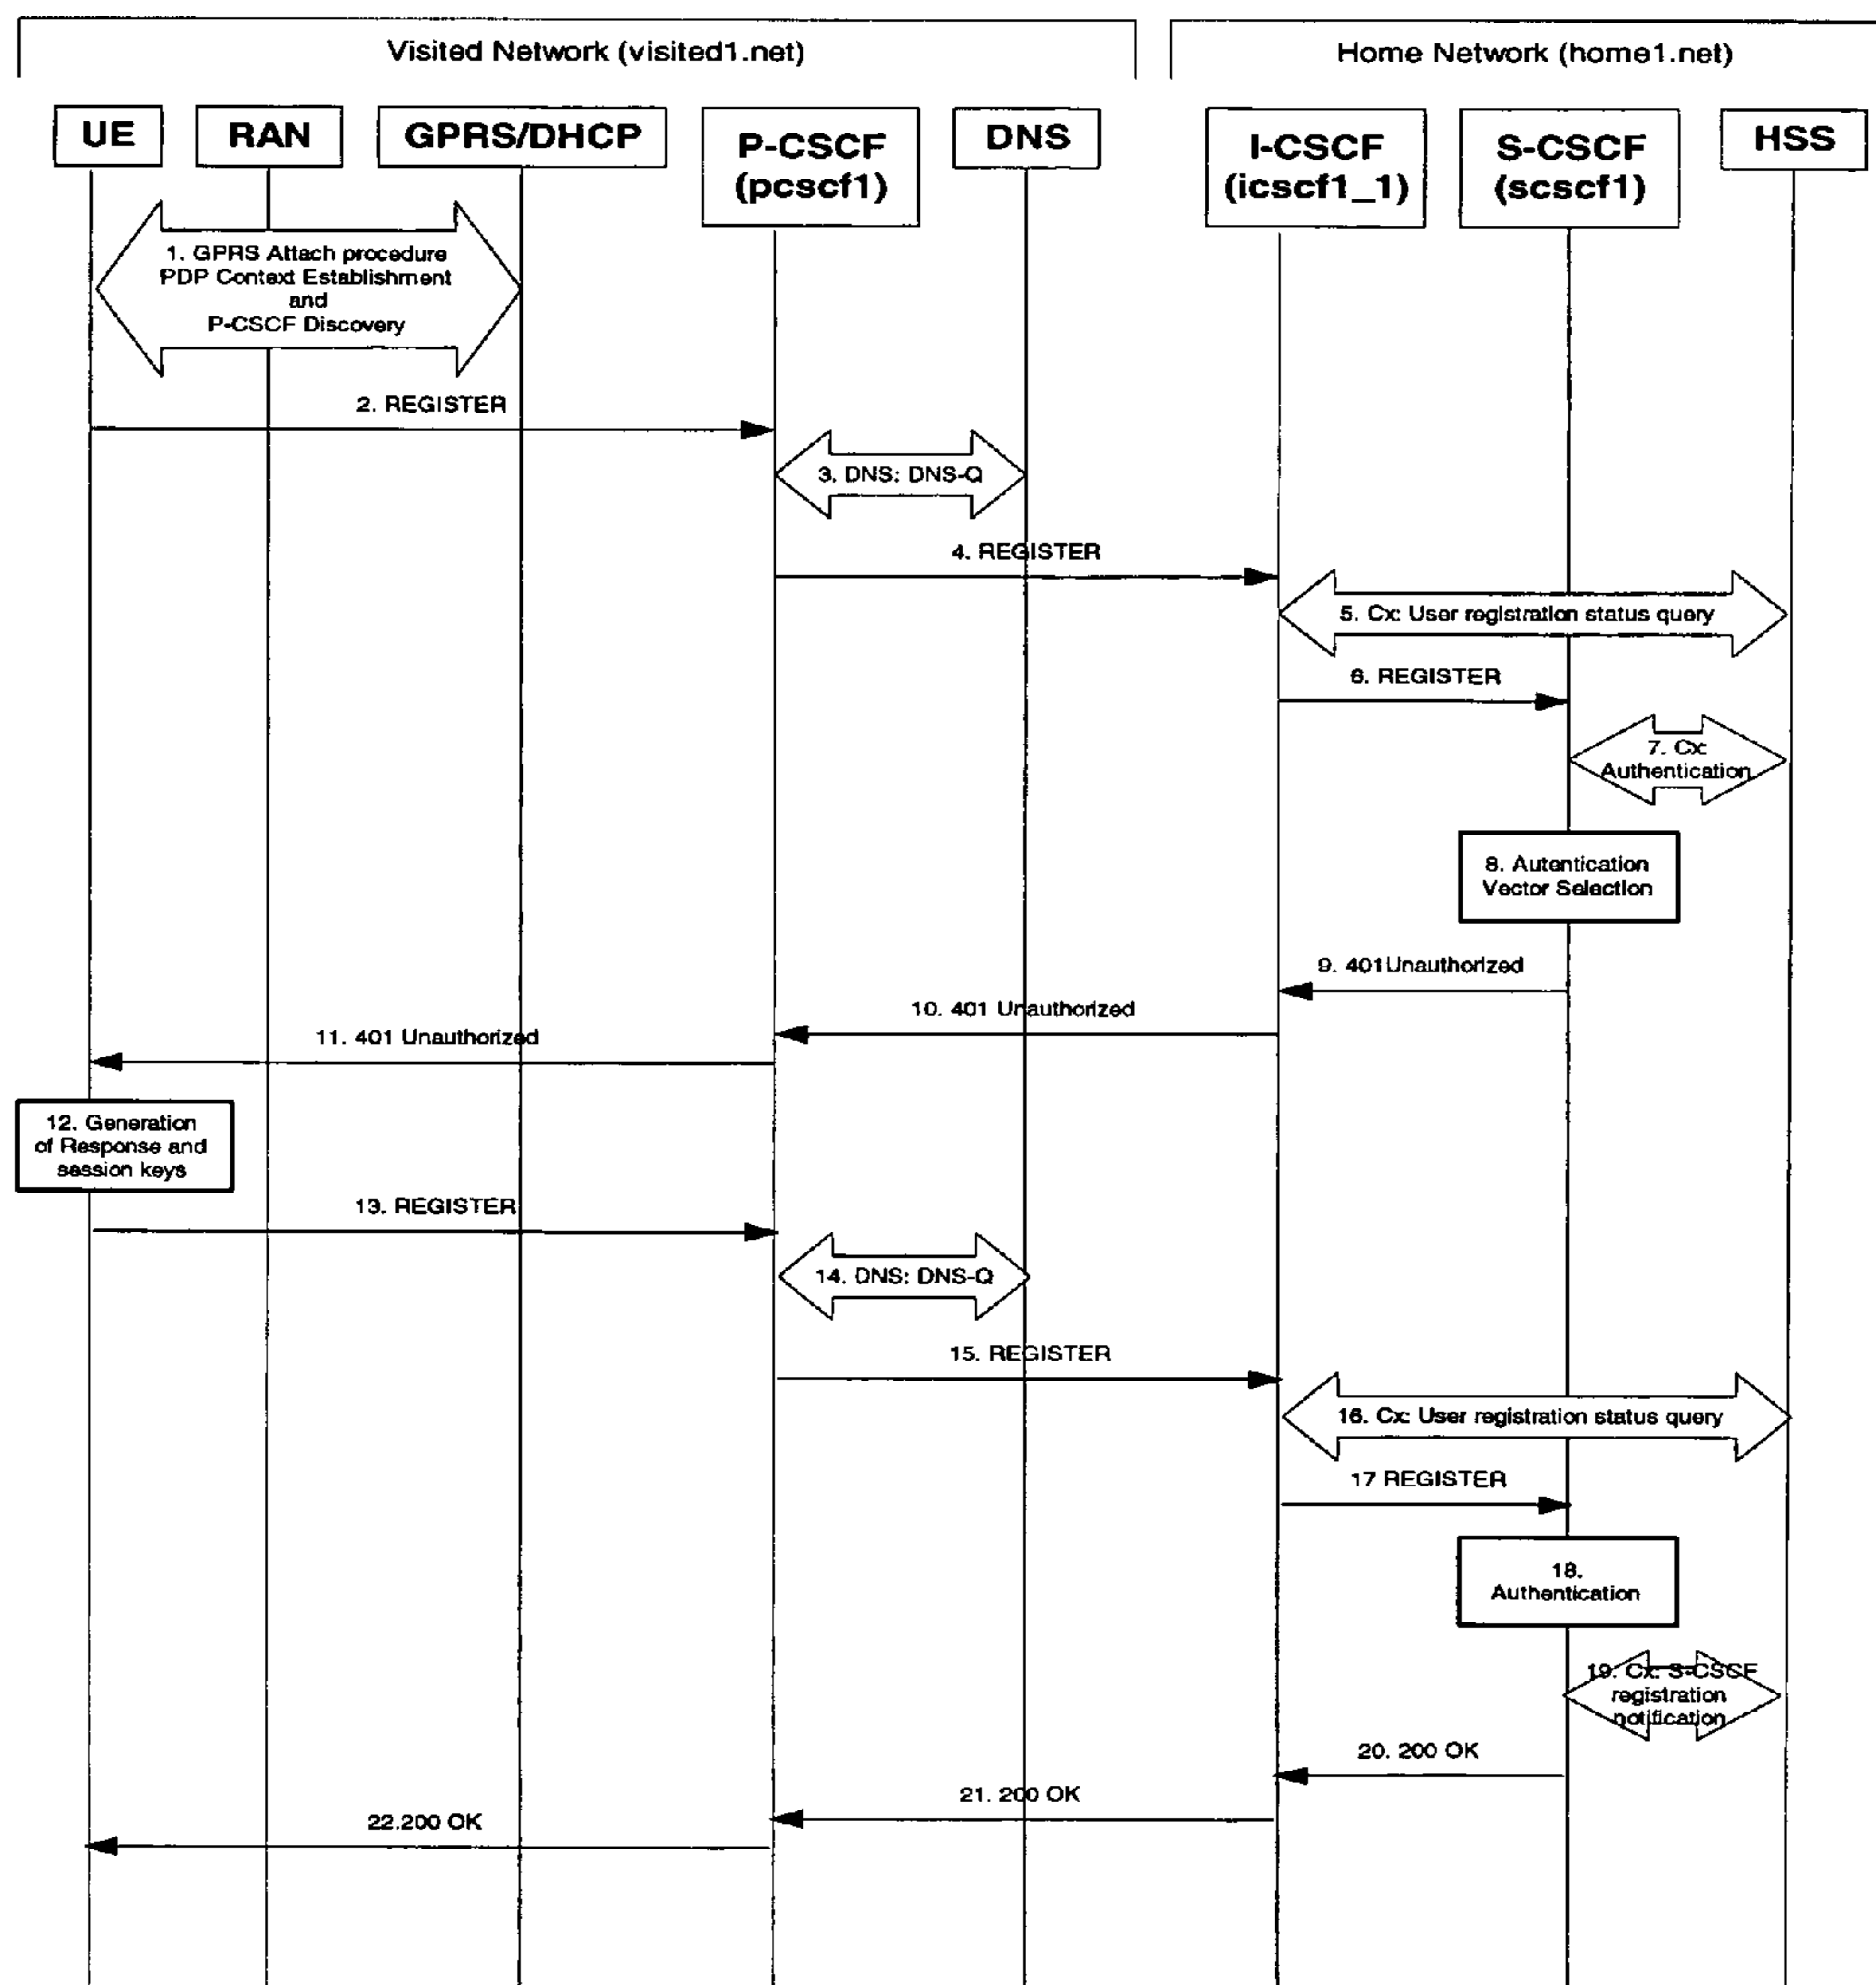 Visited Network (visited1.net)
Home Network (home1.net)
UE
RAN
GPRS/DHCP
P-CSCF
(pcscf1)
DNS
I-CSCF
(icscf1_1)
S-CSCF
(scscf1)
HSS
1. GPRS Attach procedure
PDP Context Establishment
and
P-CSCF Discovery
2. REGISTER
3. DNS: DNS-Q
4. REGISTER
5. Cx: User registration status query
6. REGISTER
7. Cx:
Authentication
8. Autentication
Vector Selection
9. 401Unauthorized
10. 401 Unauthorized
11. 401 Unauthorized
12. Generation
of Response and
session keys
13. REGISTER
14. DNS: DNS-Q
15. REGISTER
16. Cx: User registration status query
17 REGISTER
18.
Authentication
19. Cx: S-CSCF
registration
notification
20. 200 OK
21. 200 OK
22.200 OK